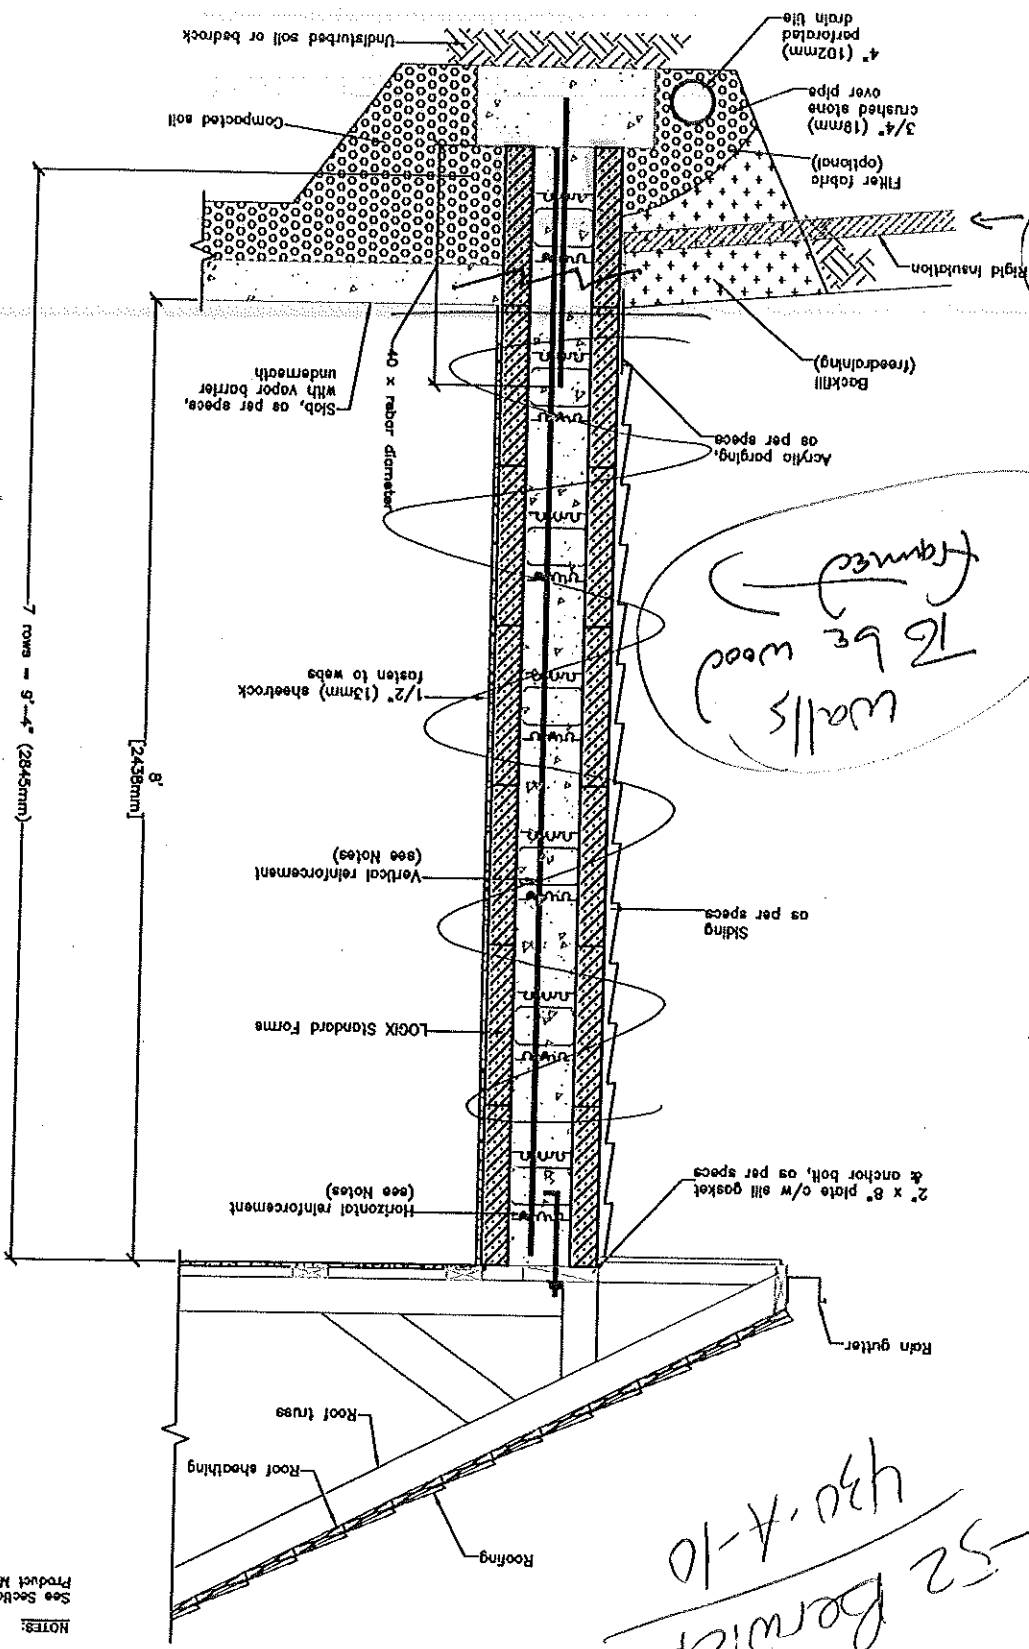 NOTES:
See
Product
52
430-A-10
Roofing
Roof sheathing
Roof truss
Rain gutter
2" x 8" plate c/w sill gasket
& anchor bolt, as per specs
Horizontal reinforcement
(see Notes)
LOGIX Standard Forms
Siding
as per specs
Vertical reinforcement
(see Notes)
8'
[2438mm]
7 rows = 9'-4" (2845mm)
1/2" (13mm) sheetrock
fasten to webs
Walls
To be wood
framed
Acrylic parging,
as per specs
40 x rebar diameter
Slab, as per specs,
with vapor barrier
underneath
Backfill
(freedraining)
Rigid insulation
Filter fabric
(optional)
3/4" (19mm)
crushed stone
over pipe
4" (102mm)
perforated
drain tile
Compacted soil
Undisturbed soil or bedrock